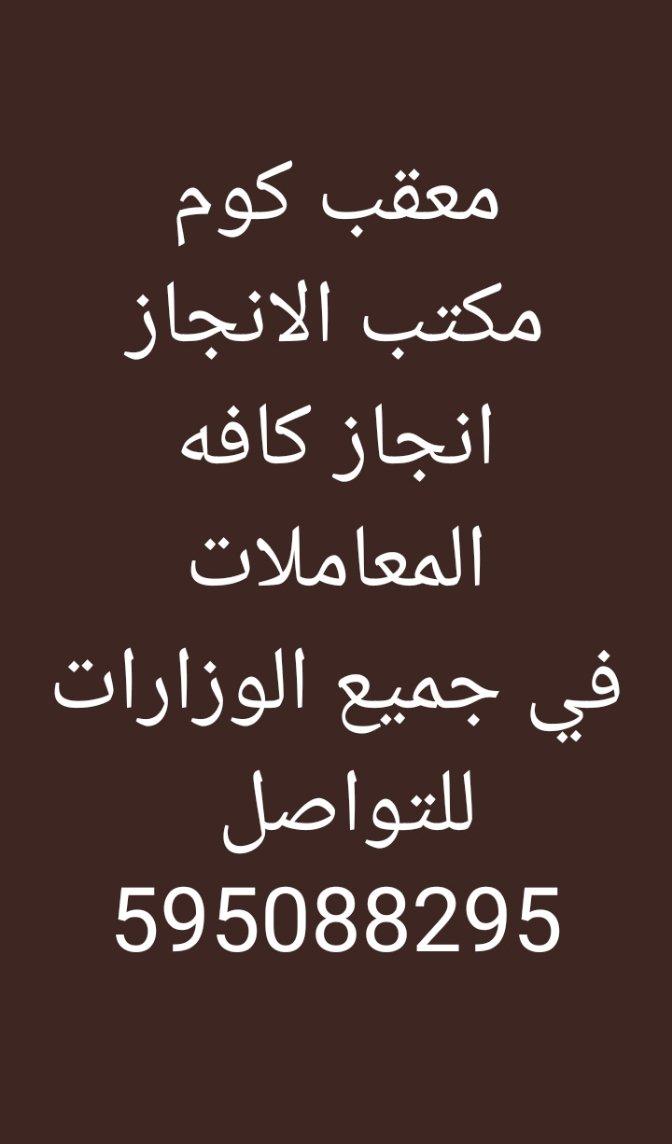 معقب كوم
مكتب الانجاز
انجاز كافه
المعاملات
في جميع الوزارات
للتواصل
595088295